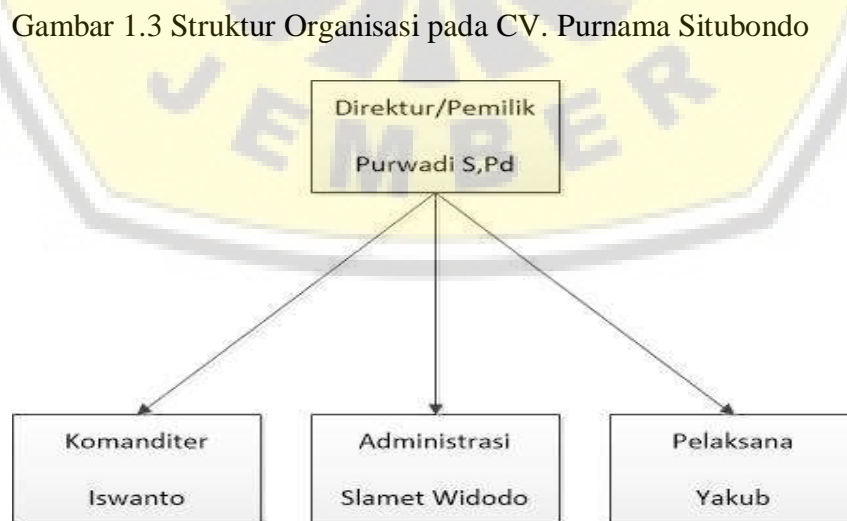 Gambar 1.3 Struktur Organisasi pada CV. Purnama Situbondo
JEMBER
Direktur/Pemilik
Purwadi S,Pd
Komanditer
Iswanto
Administrasi
Slamet Widodo
Pelaksana
Yakub